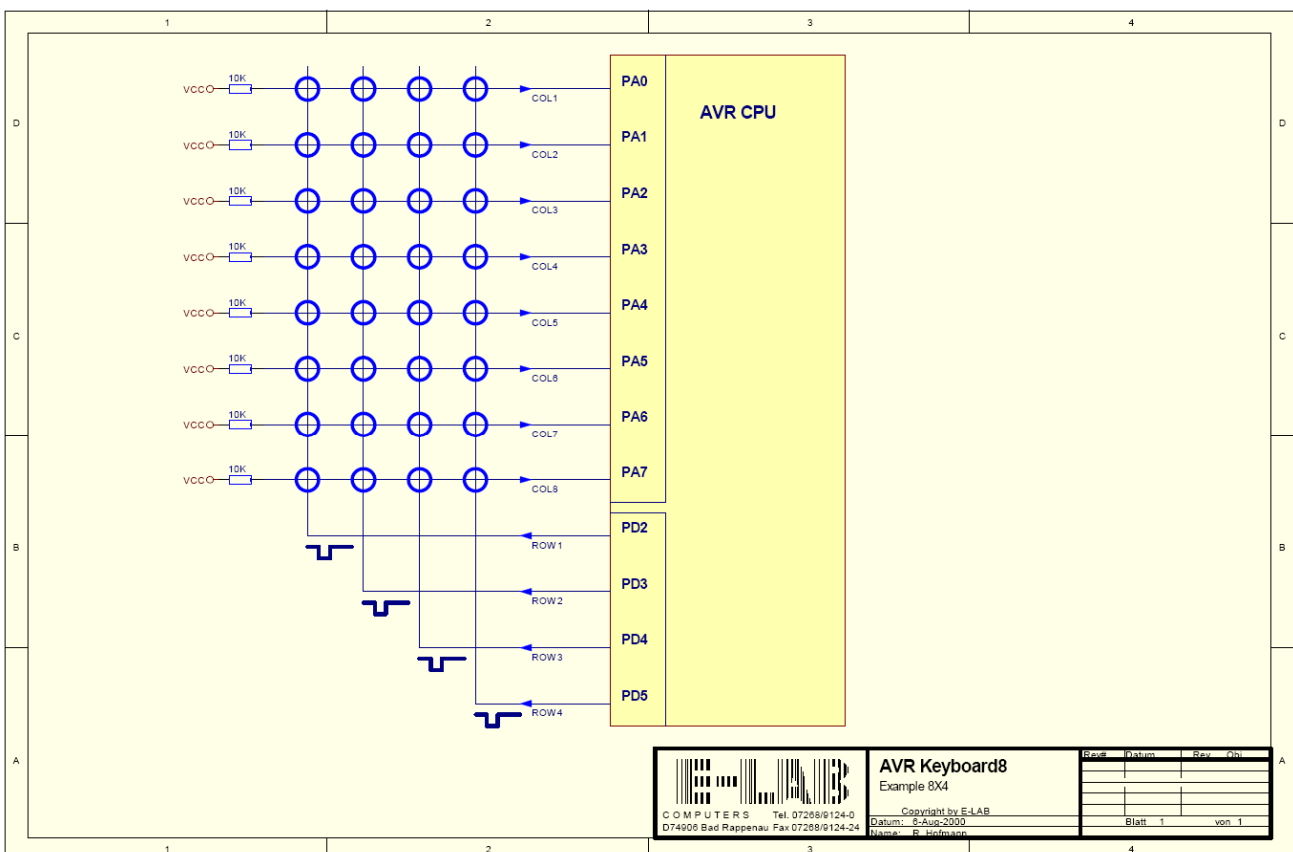 1 2 3 4
D D
C C
B B
A A
VCC 10K COL1 PA0
VCC 10K COL2 PA1
VCC 10K COL3 PA2
VCC 10K COL4 PA3
VCC 10K COL5 PA4
VCC 10K COL6 PA5
VCC 10K COL7 PA6
VCC 10K COL8 PA7
AVR CPU
ROW1 PD2
ROW2 PD3
ROW3 PD4
ROW4 PD5
E-LAB
COMPUTERS Tel. 07268/9124-0
D74906 Bad Rappenau Fax 07268/9124-24
AVR Keyboard8
Example 8X4
Copyright by E-LAB
Datum: 6-Aug-2000
Name: R. Hofmann
Rev# Datum Rev. Obj
Blatt 1 von 1
1 2 3 4